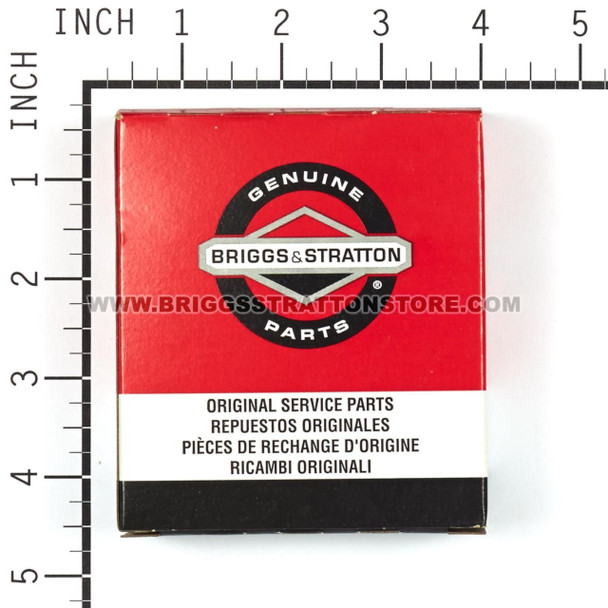 INCH 1 2 3 4 5
INCH
1
GENUINE
BRIGGS & STRATTON
®
2
WWW.BRIGGSSTRATTONSTORE.COM
PARTS
3
ORIGINAL SERVICE PARTS
REPUESTOS ORIGINALES
PIÈCES DE RECHANGE D'ORIGINE
RICAMBI ORIGINALI
4
5